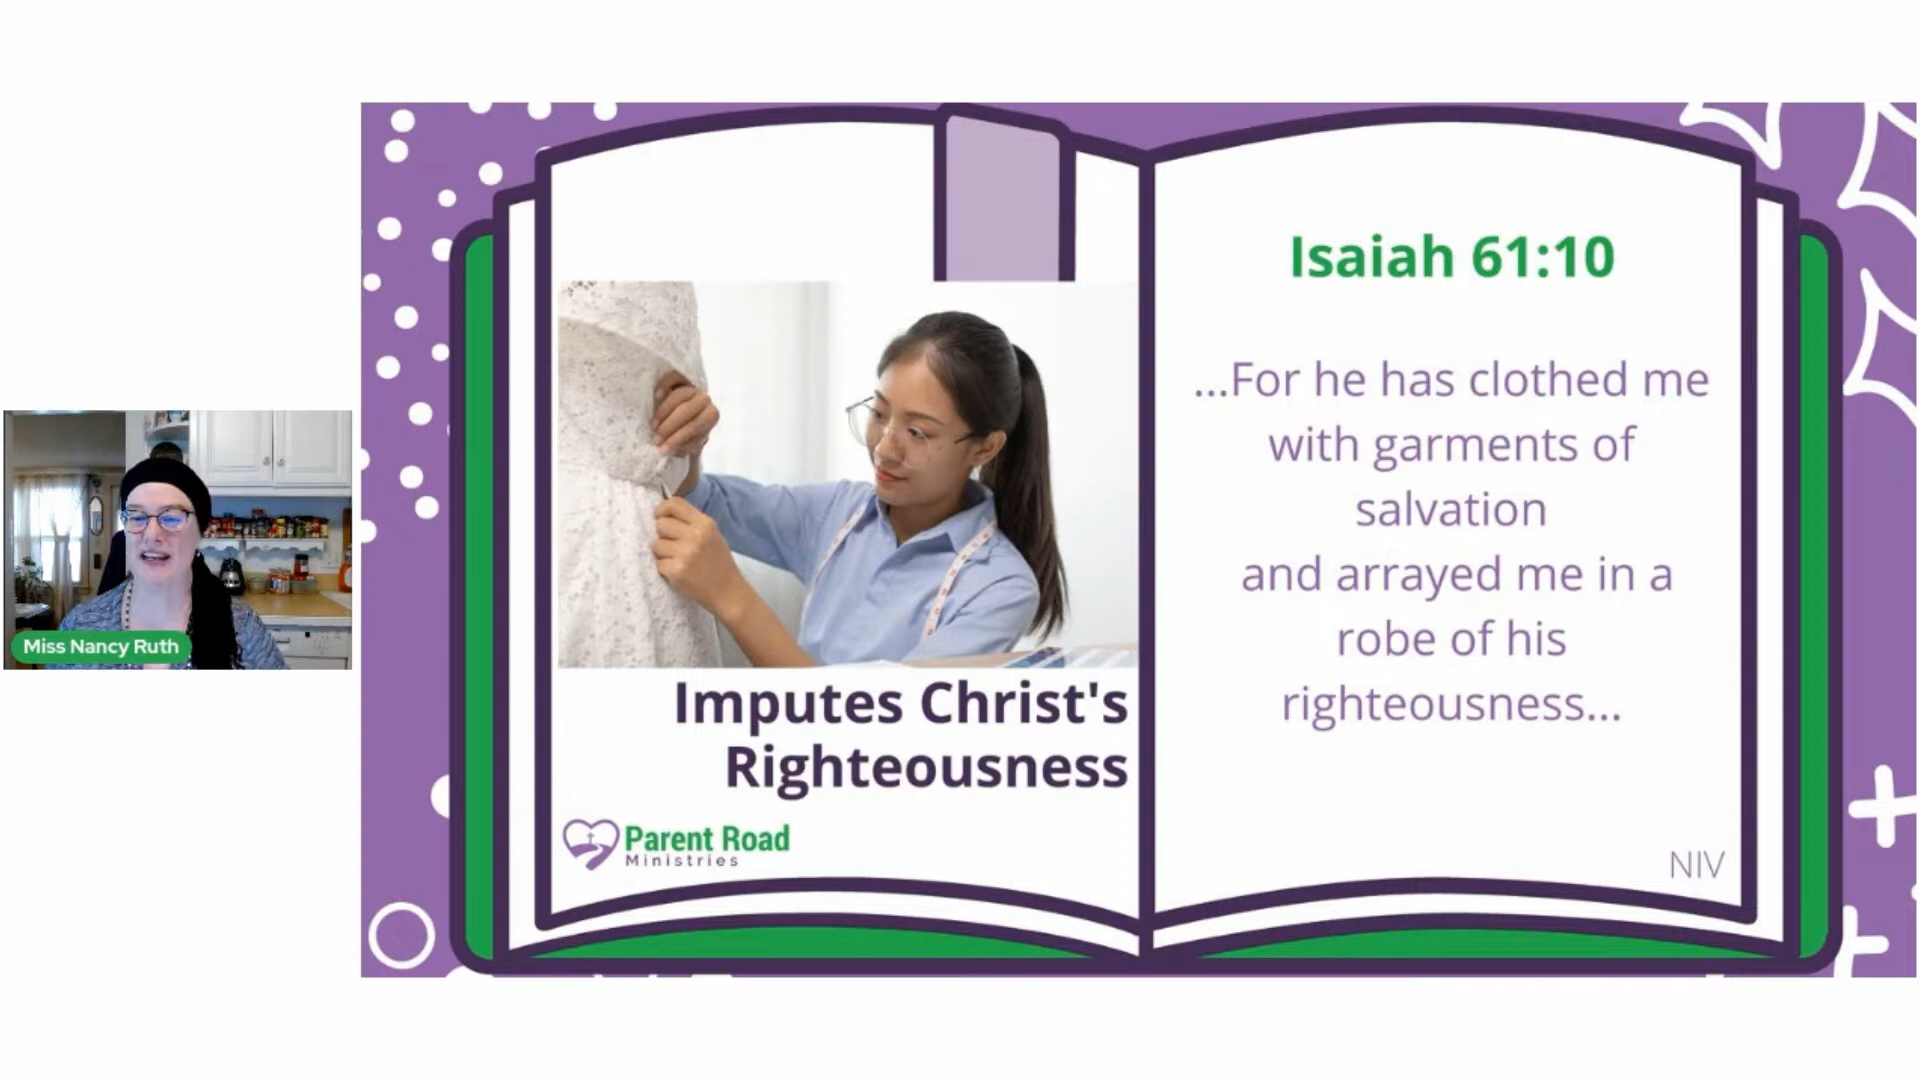 Miss Nancy Ruth
Imputes Christ's
Righteousness
Parent Road
Ministries
Isaiah 61:10
...For he has clothed me
with garments of
salvation
and arrayed me in a
robe of his
righteousness...
NIV